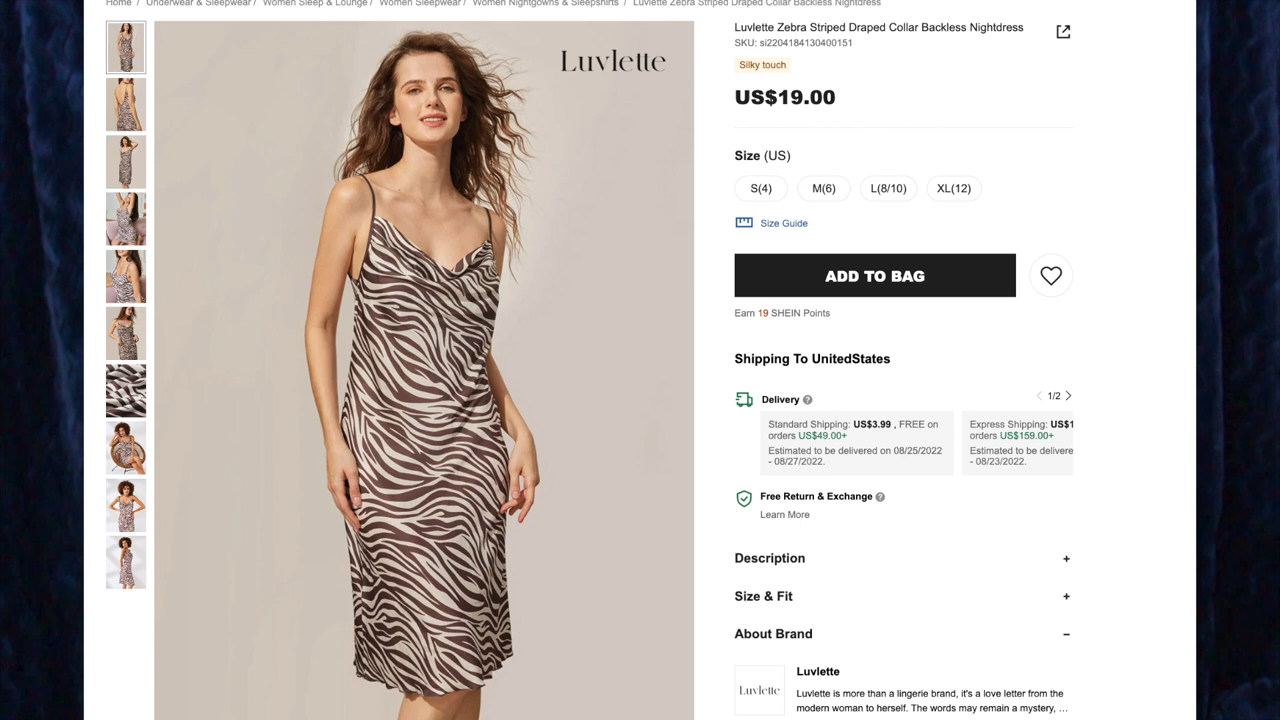 Home / Underwear & Sleepwear / Women Sleep & Lounge / Women Sleepwear / Women Nightgowns & Sleepshirts / Luvlette Zebra Striped Draped Collar Backless Nightdress
Luvlette
Luvlette Zebra Striped Draped Collar Backless Nightdress
SKU: si2204184130400151
Silky touch
US$19.00
Size (US)
S(4) M(6) L(8/10) XL(12)
Size Guide
ADD TO BAG
Earn 19 SHEIN Points
Shipping To UnitedStates
Delivery ?
1/2
Standard Shipping: US$3.99 , FREE on
orders US$49.00+
Estimated to be delivered on 08/25/2022
- 08/27/2022.
Express Shipping: US$1
orders US$159.00+
Estimated to be delivere
- 08/23/2022.
Free Return & Exchange ?
Learn More
Description +
Size & Fit +
About Brand −
Luvlette
Luvlette
Luvlette is more than a lingerie brand, it's a love letter from the
modern woman to herself. The words may remain a mystery, ...